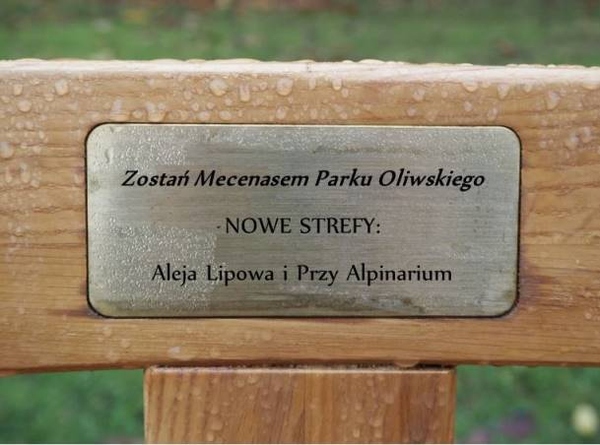 Zostań Mecenasem Parku Oliwskiego
NOWE STREFY:
Aleja Lipowa i Przy Alpinarium